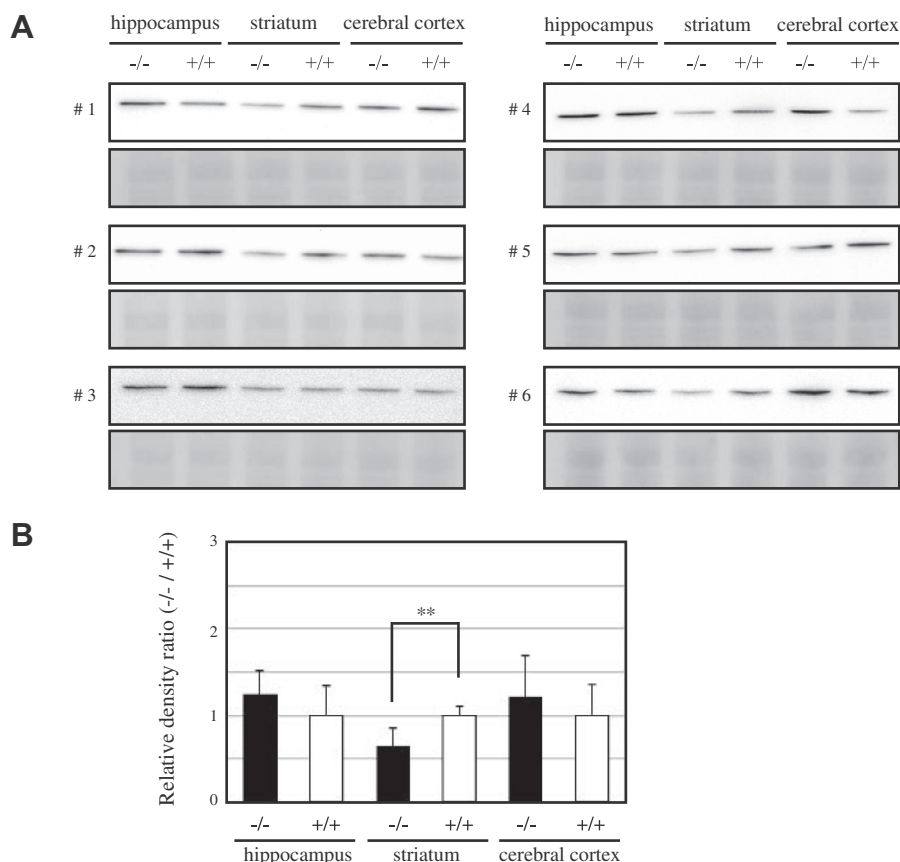 A
hippocampus striatum cerebral cortex
-/- +/+ -/- +/+ -/- +/+
# 1
# 2
# 3
hippocampus striatum cerebral cortex
-/- +/+ -/- +/+ -/- +/+
# 4
# 5
# 6
B
Relative density ratio (-/- / +/+)
3
2
1
0
**
-/- +/+ -/- +/+ -/- +/+
hippocampus striatum cerebral cortex